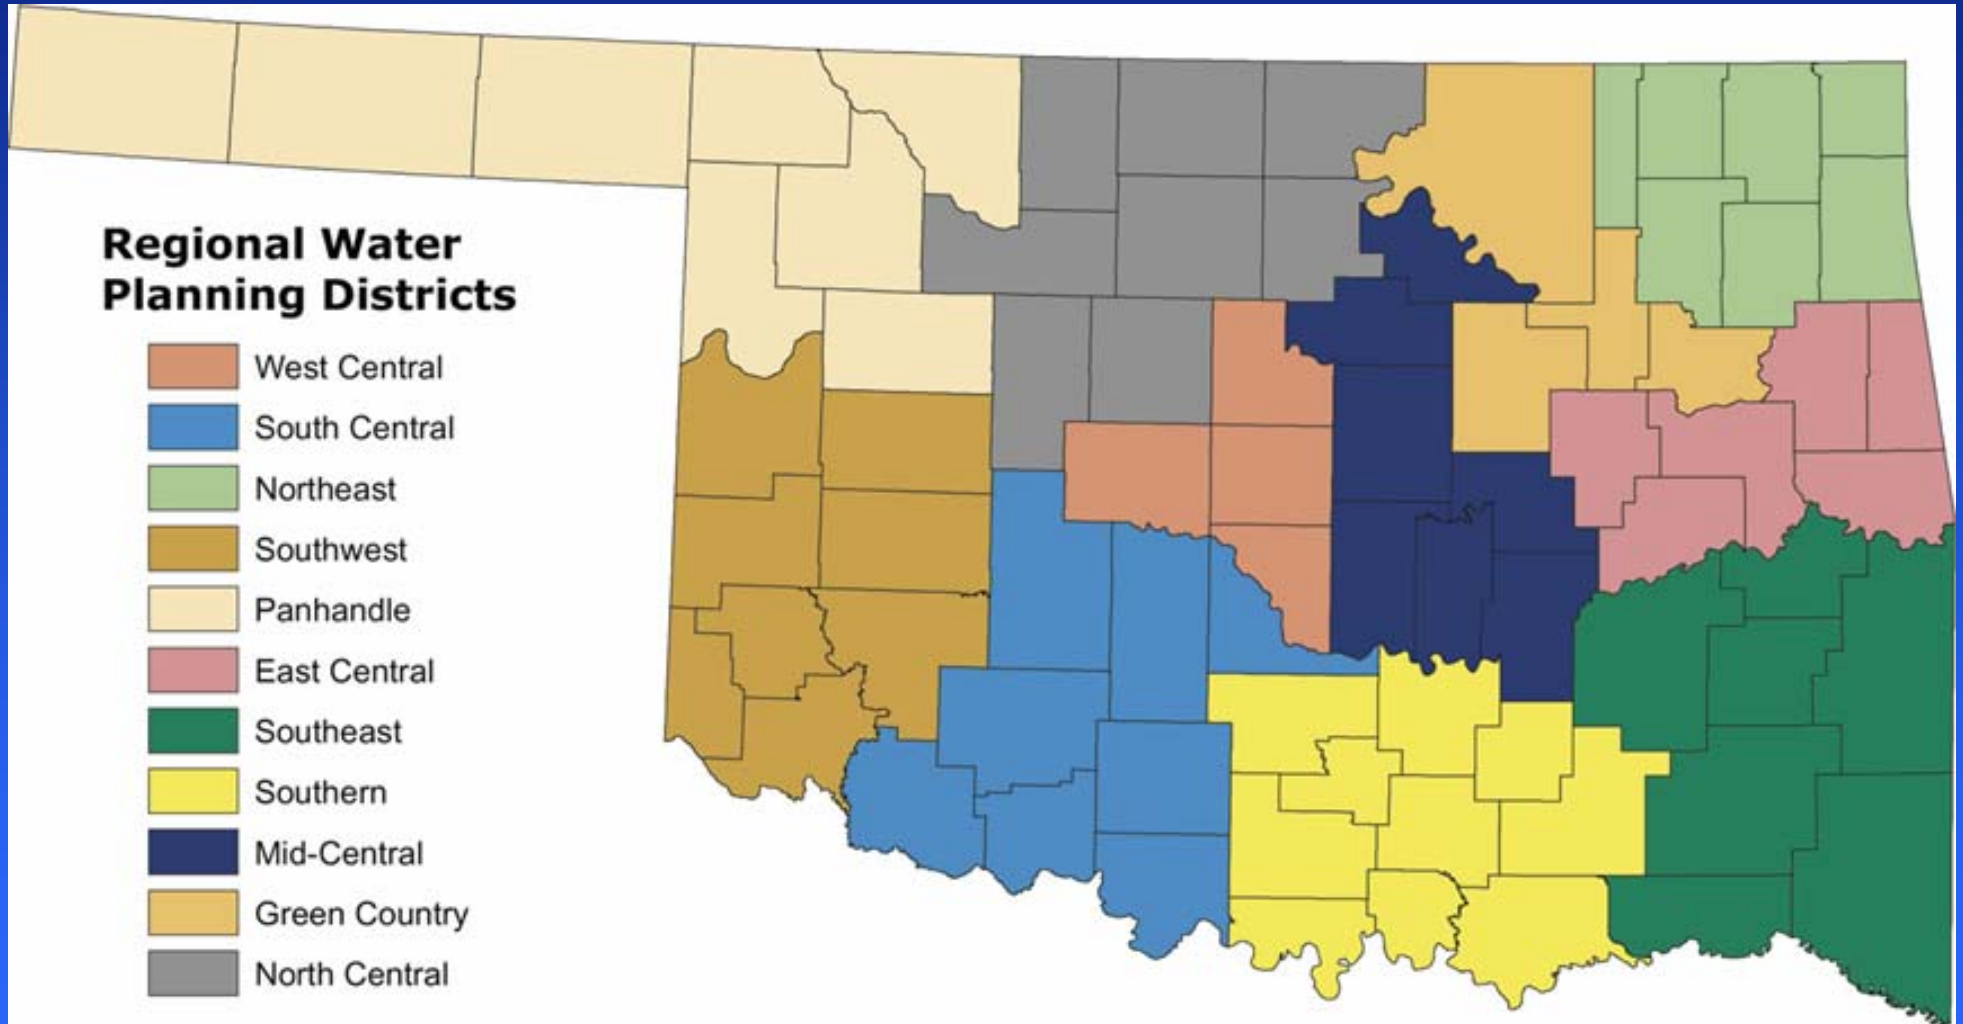 Regional Water
Planning Districts
West Central
South Central
Northeast
Southwest
Panhandle
East Central
Southeast
Southern
Mid-Central
Green Country
North Central